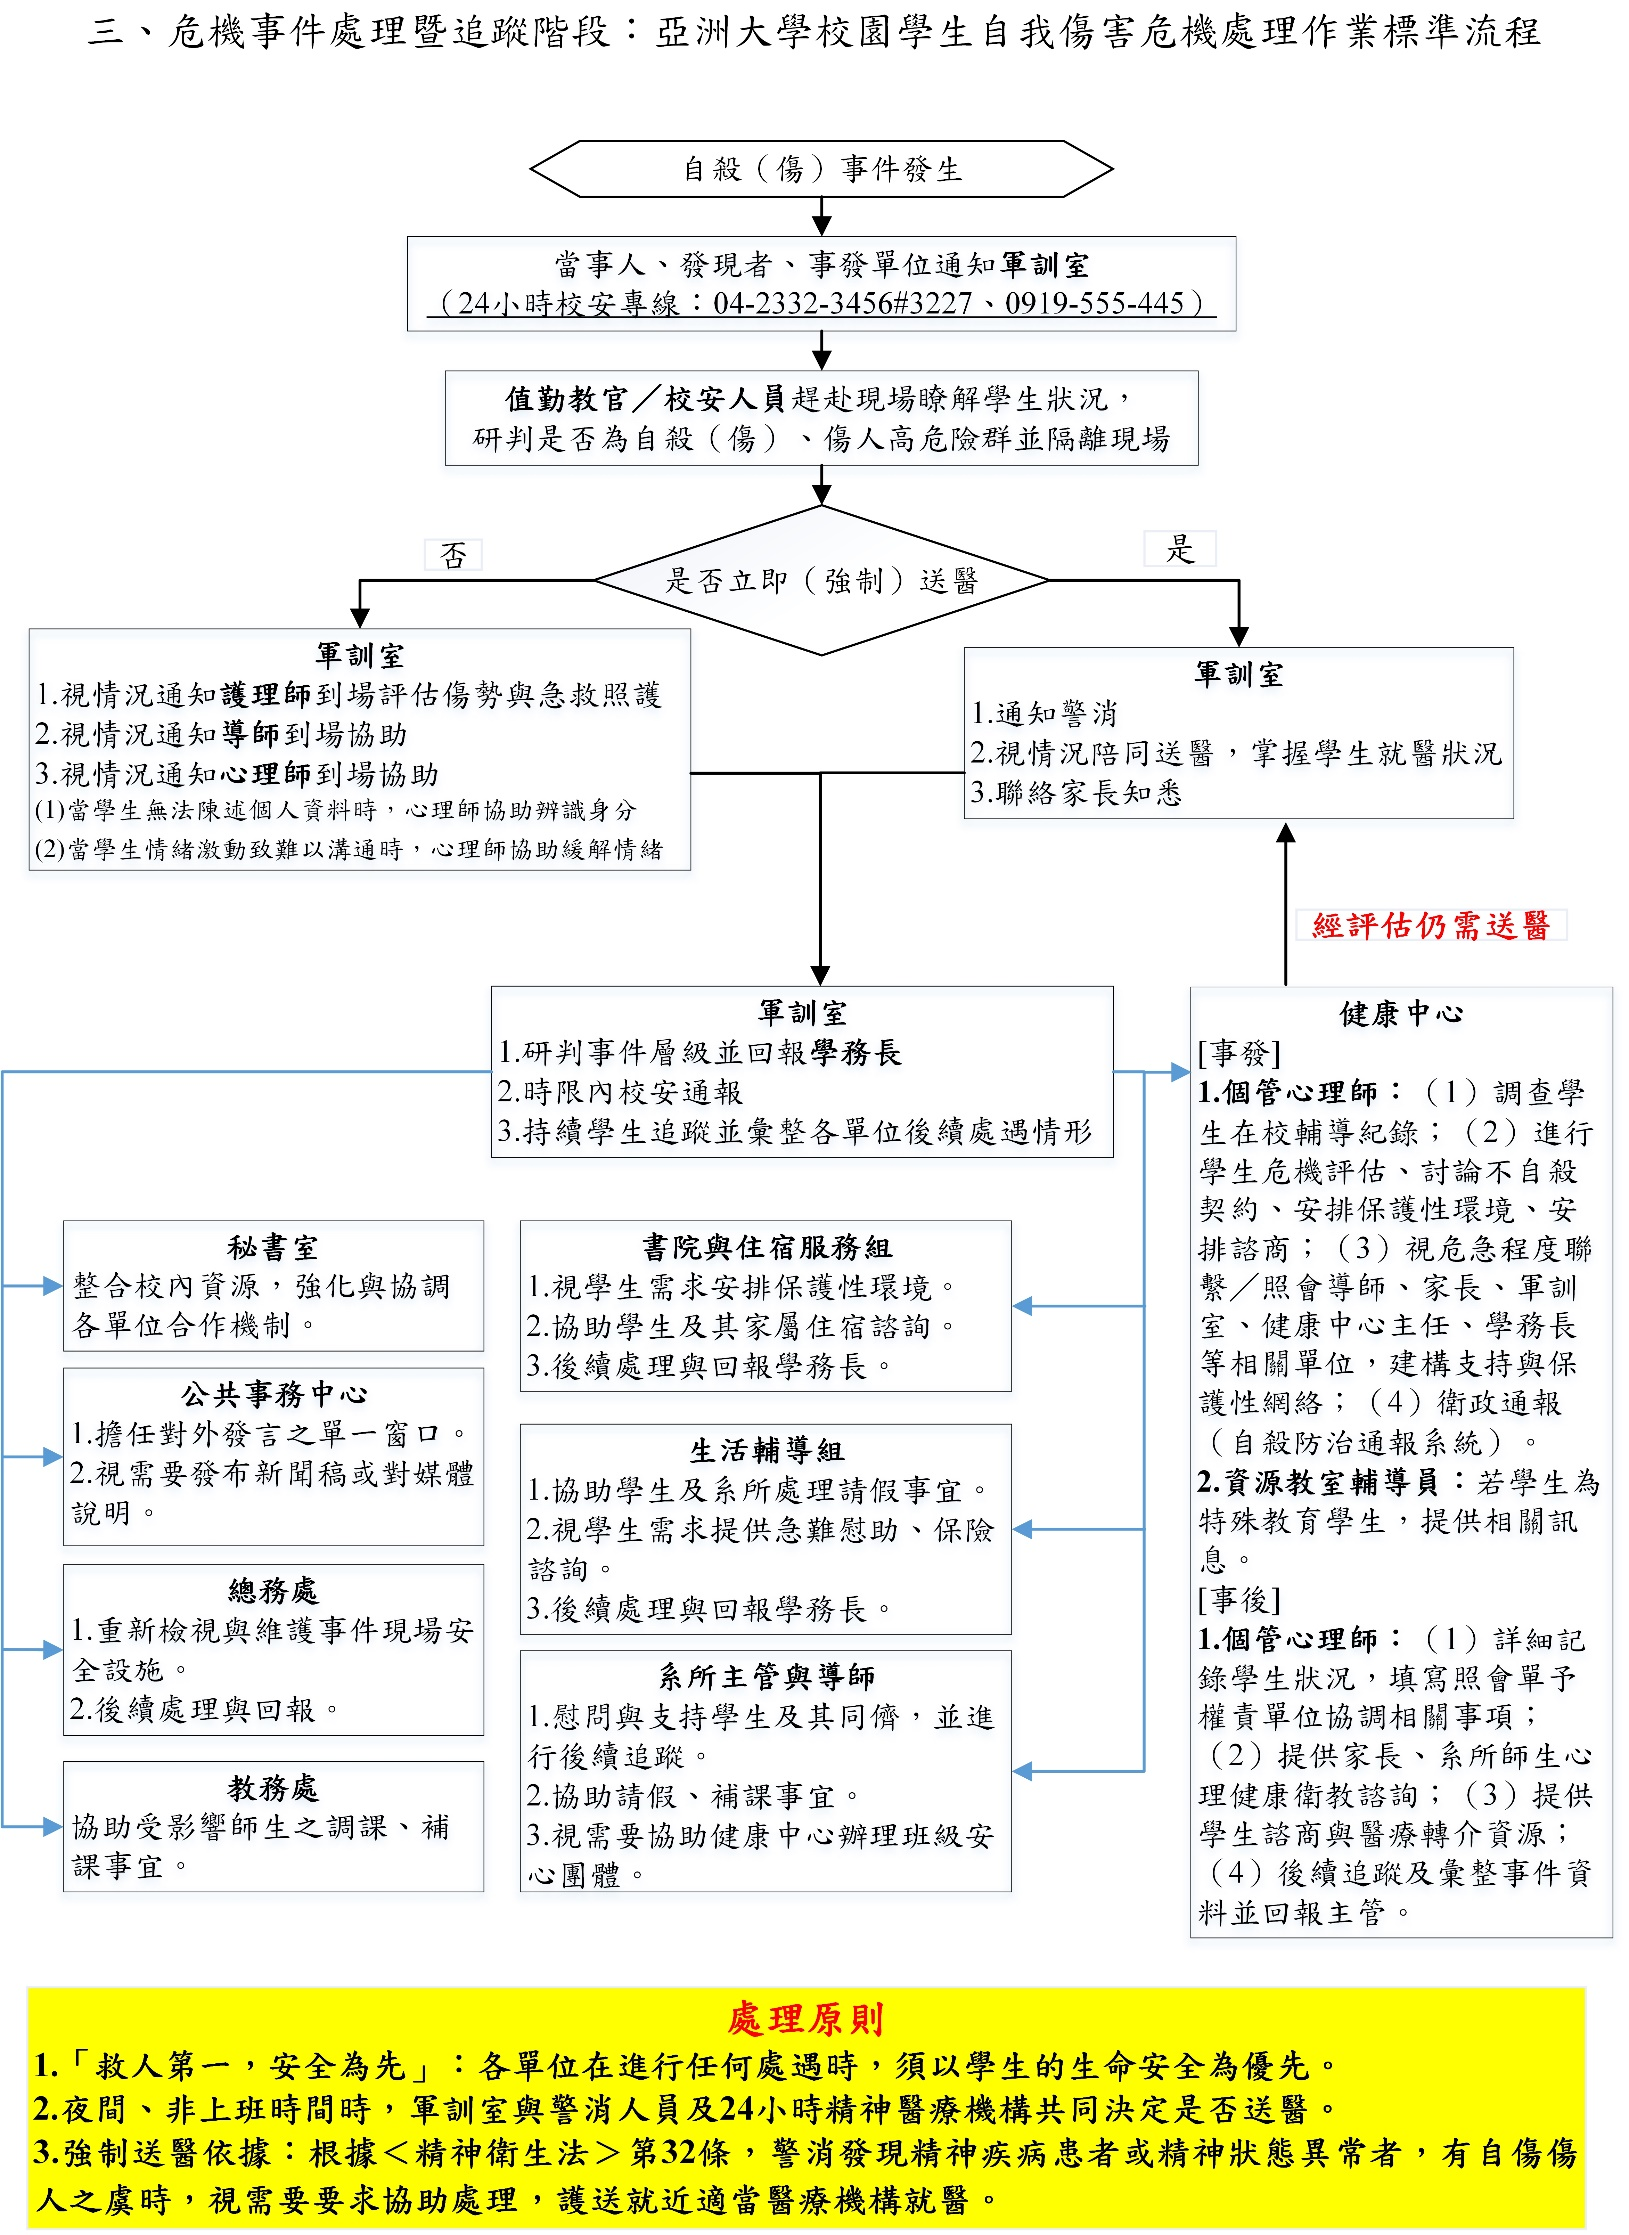 三、危機事件處理暨追蹤階段：亞洲大學校園學生自我傷害危機處理作業標準流程
自殺（傷）事件發生
當事人、發現者、事發單位通知軍訓室
（24小時校安專線：04-2332-3456#3227、0919-555-445）
值勤教官／校安人員趕赴現場瞭解學生狀況，
研判是否為自殺（傷）、傷人高危險群並隔離現場
否
是
是否立即（強制）送醫
軍訓室
1.視情況通知護理師到場評估傷勢與急救照護
2.視情況通知導師到場協助
3.視情況通知心理師到場協助
(1)當學生無法陳述個人資料時，心理師協助辨識身分
(2)當學生情緒激動致難以溝通時，心理師協助緩解情緒
軍訓室
1.通知警消
2.視情況陪同送醫，掌握學生就醫狀況
3.聯絡家長知悉
經評估仍需送醫
軍訓室
1.研判事件層級並回報學務長
2.時限內校安通報
3.持續學生追蹤並彙整各單位後續處遇情形
秘書室
整合校內資源，強化與協調
各單位合作機制。
公共事務中心
1.擔任對外發言之單一窗口。
2.視需要發布新聞稿或對媒體
說明。
總務處
1.重新檢視與維護事件現場安
全設施。
2.後續處理與回報。
教務處
協助受影響師生之調課、補
課事宜。
書院與住宿服務組
1.視學生需求安排保護性環境。
2.協助學生及其家屬住宿諮詢。
3.後續處理與回報學務長。
生活輔導組
1.協助學生及系所處理請假事宜。
2.視學生需求提供急難慰助、保險
諮詢。
3.後續處理與回報學務長。
系所主管與導師
1.慰問與支持學生及其同儕，並進
行後續追蹤。
2.協助請假、補課事宜。
3.視需要協助健康中心辦理班級安
心團體。
健康中心
[事發]
1.個管心理師：（1）調查學
生在校輔導紀錄；（2）進行
學生危機評估、討論不自殺
契約、安排保護性環境、安
排諮商；（3）視危急程度聯
繫／照會導師、家長、軍訓
室、健康中心主任、學務長
等相關單位，建構支持與保
護性網絡；（4）衛政通報
（自殺防治通報系統）。
2.資源教室輔導員：若學生為
特殊教育學生，提供相關訊
息。
[事後]
1.個管心理師：（1）詳細記
錄學生狀況，填寫照會單予
權責單位協調相關事項；
（2）提供家長、系所師生心
理健康衛教諮詢；（3）提供
學生諮商與醫療轉介資源；
（4）後續追蹤及彙整事件資
料並回報主管。
處理原則
1.「救人第一，安全為先」：各單位在進行任何處遇時，須以學生的生命安全為優先。
2.夜間、非上班時間時，軍訓室與警消人員及24小時精神醫療機構共同決定是否送醫。
3.強制送醫依據：根據＜精神衛生法＞第32條，警消發現精神疾病患者或精神狀態異常者，有自傷傷
人之虞時，視需要要求協助處理，護送就近適當醫療機構就醫。